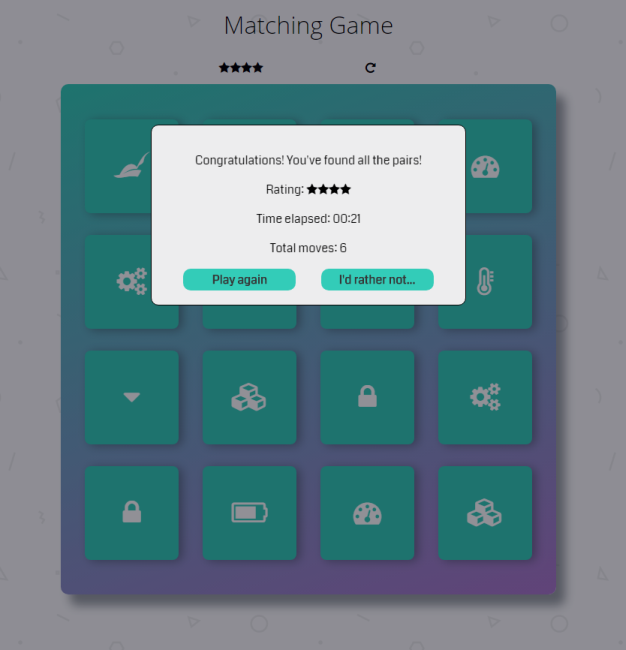 Matching Game
Congratulations! You've found all the pairs!
Rating:
Time elapsed: 00:21
Total moves: 6
Play again
I'd rather not...